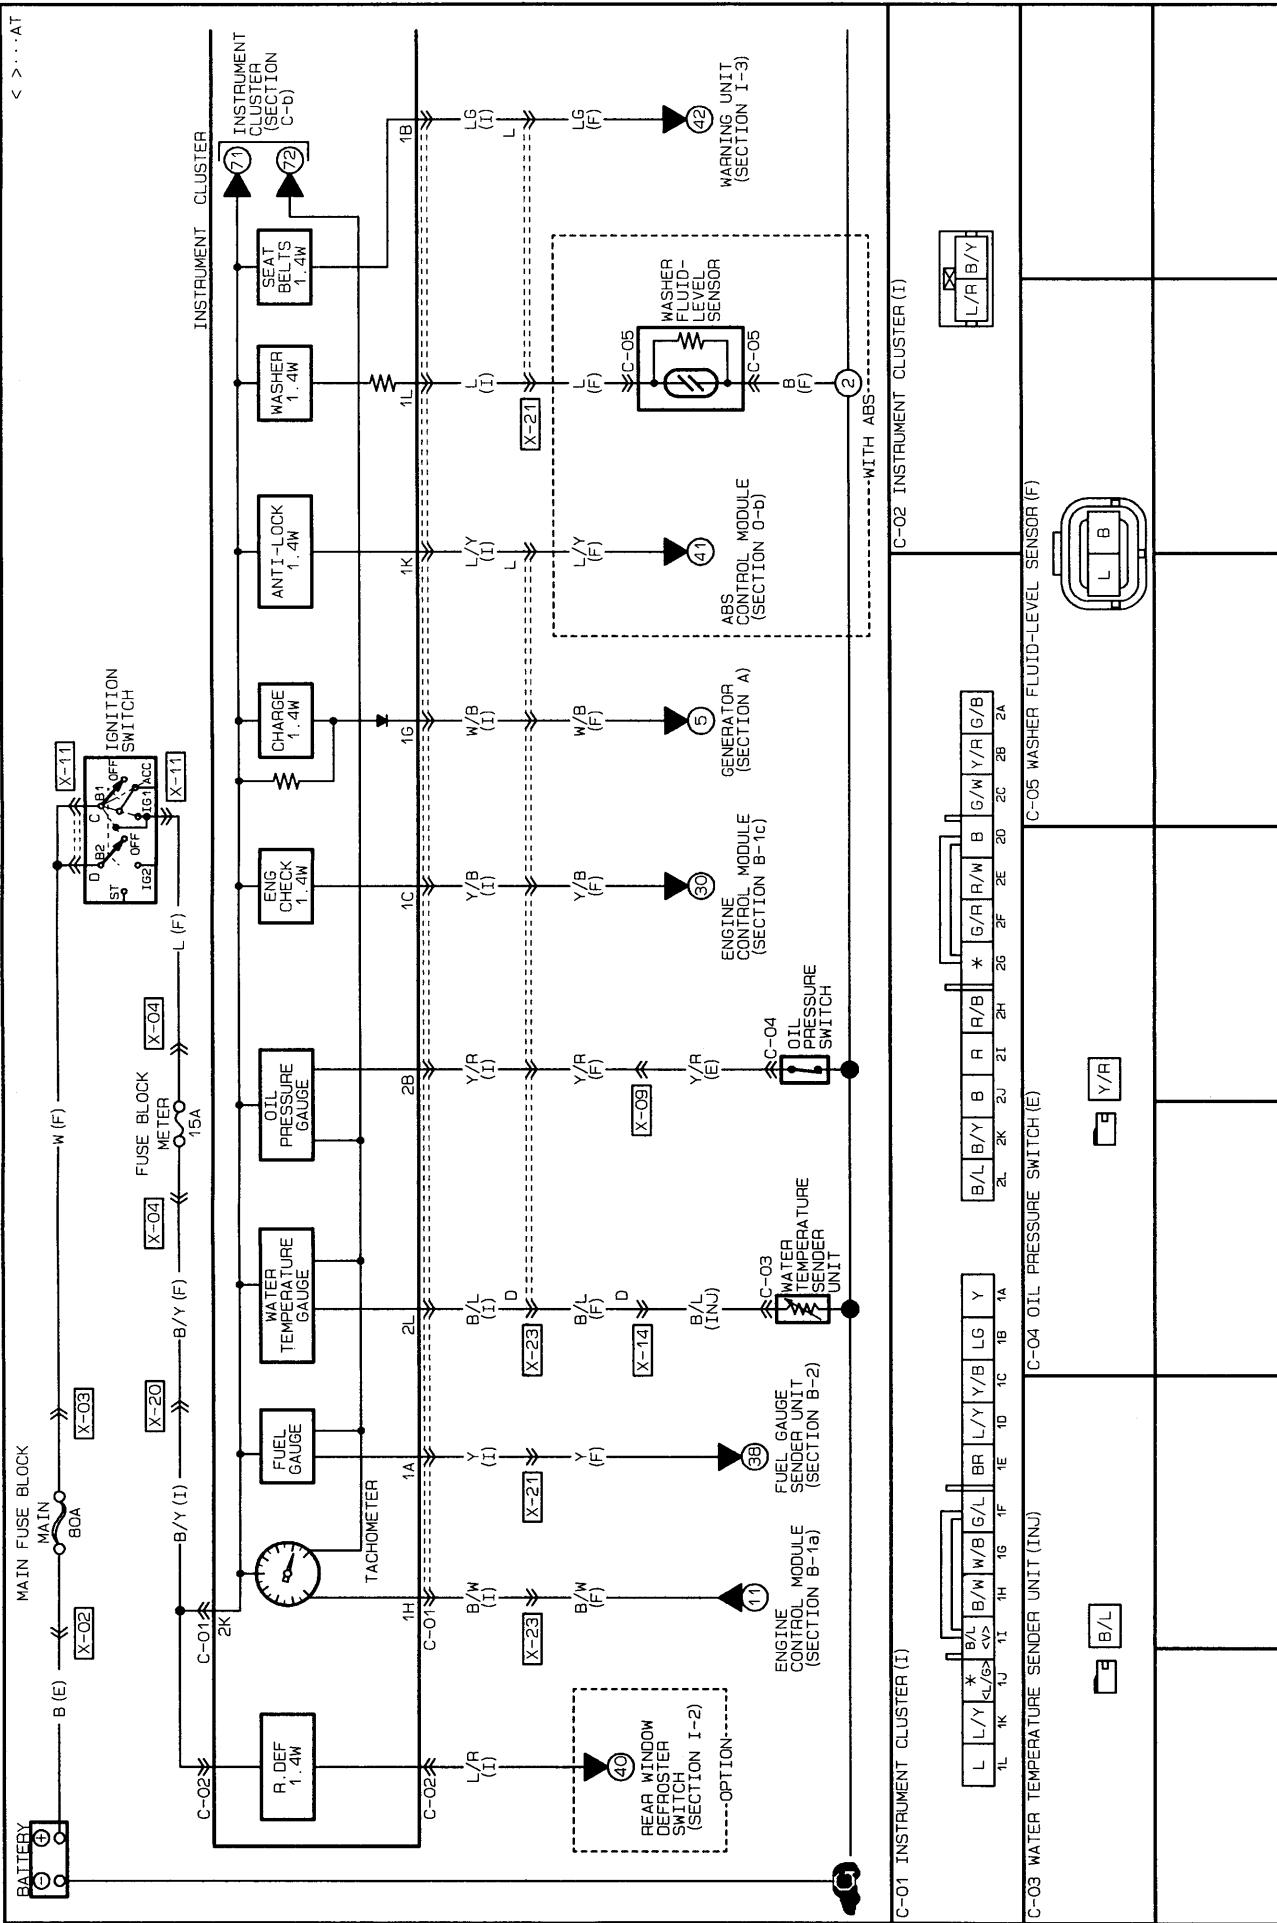 < >・・・AT
MAIN FUSE BLOCK
MAIN
80A
BATTERY
B (E)
X-02
X-03
W (F)
X-11
IGNITION
SWITCH
D
B2
C
B1
OFF
OFF
ACC
ST
IG2
IG1
X-11
L (F)
X-04
FUSE BLOCK
METER
15A
X-04
B/Y (F)
X-20
B/Y (I)
INSTRUMENT CLUSTER
C-02
C-01
2K
R.DEF
1.4W
TACHOMETER
FUEL
GAUGE
WATER
TEMPERATURE
GAUGE
OIL
PRESSURE
GAUGE
ENG
CHECK
1.4W
CHARGE
1.4W
ANTI-LOCK
1.4W
WASHER
1.4W
SEAT
BELTS
1.4W
71
72
INSTRUMENT
CLUSTER
(SECTION
C-b)
C-02
C-01
1H
1A
2L
2B
1C
1G
1K
1L
1B
L/R
(I)
B/W
(I)
Y
(I)
B/L
(I)
Y/R
(I)
Y/B
(I)
W/B
(I)
L/Y
(I)
L
(I)
LG
(I)
X-23
X-21
X-23
D
L
X-21
L
B/W
(F)
Y
(F)
B/L
(F)
Y/R
(F)
Y/B
(F)
W/B
(F)
L/Y
(F)
L
(F)
LG
(F)
40
REAR WINDOW
DEFROSTER
SWITCH
(SECTION I-2)
OPTION
11
ENGINE
CONTROL MODULE
(SECTION B-1a)
38
FUEL GAUGE
SENDER UNIT
(SECTION B-2)
X-14
D
B/L
(INJ)
C-03
WATER
TEMPERATURE
SENDER
UNIT
X-09
Y/R
(E)
C-04
OIL
PRESSURE
SWITCH
30
ENGINE
CONTROL MODULE
(SECTION B-1c)
5
GENERATOR
(SECTION A)
41
ABS
CONTROL MODULE
(SECTION O-b)
C-05
WASHER
FLUID-
LEVEL
SENSOR
C-05
B
(F)
2
WITH ABS
42
WARNING UNIT
(SECTION I-3)
C-01 INSTRUMENT CLUSTER (I)
L L/Y * <L/G> B/L <V> B/W W/B G/L BR L/Y Y/B LG Y
1L 1K 1J 1I 1H 1G 1F 1E 1D 1C 1B 1A
B/L B/Y B R R/B * G/R R/W B G/W Y/R G/B
2L 2K 2J 2I 2H 2G 2F 2E 2D 2C 2B 2A
C-02 INSTRUMENT CLUSTER (I)
L/R B/Y
C-03 WATER TEMPERATURE SENDER UNIT (INJ)
B/L
C-04 OIL PRESSURE SWITCH (E)
Y/R
C-05 WASHER FLUID-LEVEL SENSOR (F)
L B